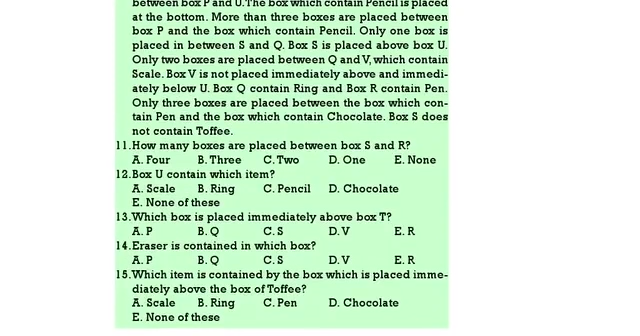 between box P and U.The box which contain Pencil is placed
at the bottom. More than three boxes are placed between
box P and the box which contain Pencil. Only one box is
placed in between S and Q. Box S is placed above box U.
Only two boxes are placed between Q and V, which contain
Scale. Box V is not placed immediately above and immedi-
ately below U. Box Q contain Ring and Box R contain Pen.
Only three boxes are placed between the box which con-
tain Pen and the box which contain Chocolate. Box S does
not contain Toffee.
11.How many boxes are placed between box S and R?
A. Four B. Three C. Two D. One E. None
12.Box U contain which item?
A. Scale B. Ring C. Pencil D. Chocolate
E. None of these
13.Which box is placed immediately above box T?
A. P B. Q C. S D. V E. R
14.Eraser is contained in which box?
A. P B. Q C. S D. V E. R
15.Which item is contained by the box which is placed imme-
diately above the box of Toffee?
A. Scale B. Ring C. Pen D. Chocolate
E. None of these